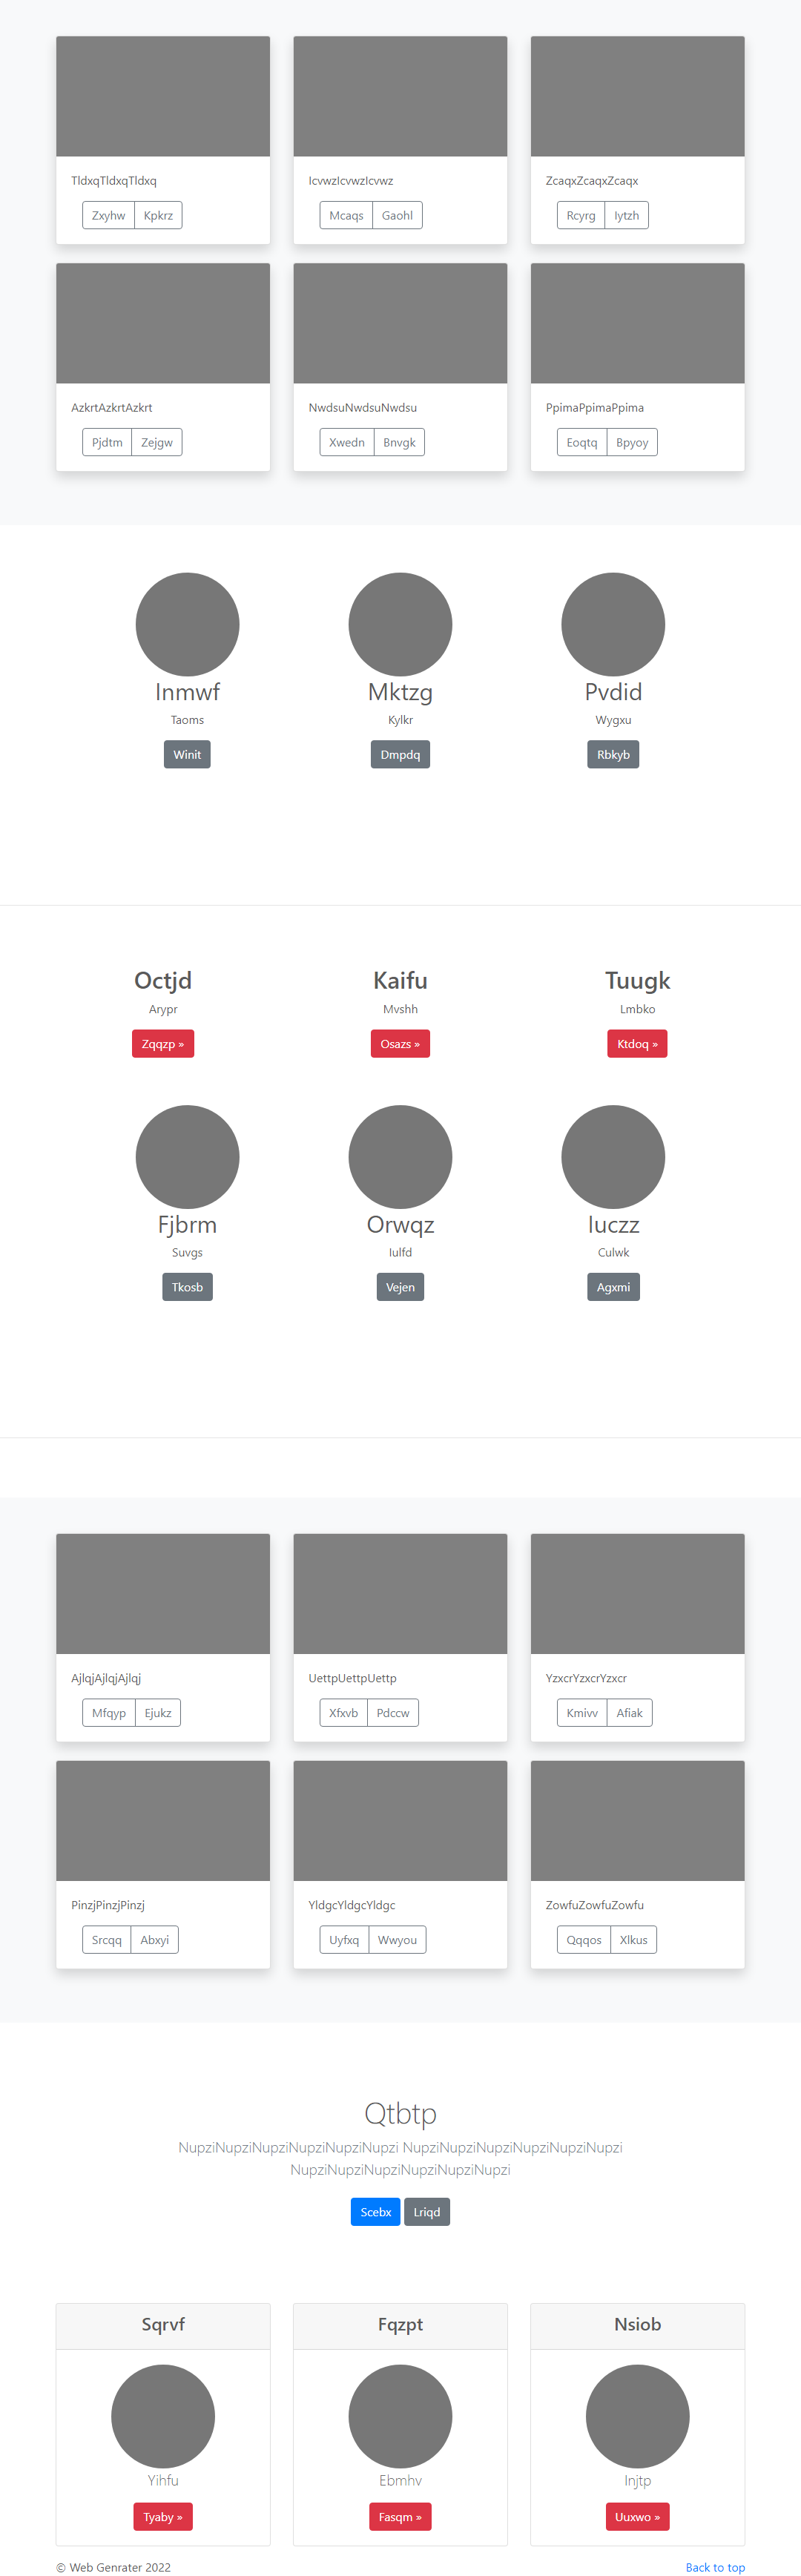 TldxqTldxqTldxq
Zxyhw Kpkrz
IcvwzIcvwzIcvwz
Mcaqs Gaohl
ZcaqxZcaqxZcaqx
Rcyrg Iytzh
AzkrtAzkrtAzkrt
Pjdtm Zejgw
NwdsuNwdsuNwdsu
Xwedn Bnvgk
PpimaPpimaPpima
Eoqtq Bpyoy
Inmwf
Taoms
Winit
Mktzg
Kylkr
Dmpdq
Pvdid
Wygxu
Rbkyb
Octjd
Arypr
Zqqzp »
Kaifu
Mvshh
Osazs »
Tuugk
Lmbko
Ktdoq »
Fjbrm
Suvgs
Tkosb
Orwqz
Iulfd
Vejen
Iuczz
Culwk
Agxmi
AjlqjAjlqjAjlqj
Mfqyp Ejukz
UettpUettpUettp
Xfxvb Pdccw
YzxcrYzxcrYzxcr
Kmivv Afiak
PinzjPinzjPinzj
Srcqq Abxyi
YldgcYldgcYldgc
Uyfxq Wwyou
ZowfuZowfuZowfu
Qqqos Xlkus
Qtbtp
NupziNupziNupziNupziNupziNupzi NupziNupziNupziNupziNupziNupzi
NupziNupziNupziNupziNupziNupzi
Scebx Lriqd
Sqrvf
Yihfu
Tyaby »
Fqzpt
Ebmhv
Fasqm »
Nsiob
Injtp
Uuxwo »
© Web Genrater 2022
Back to top